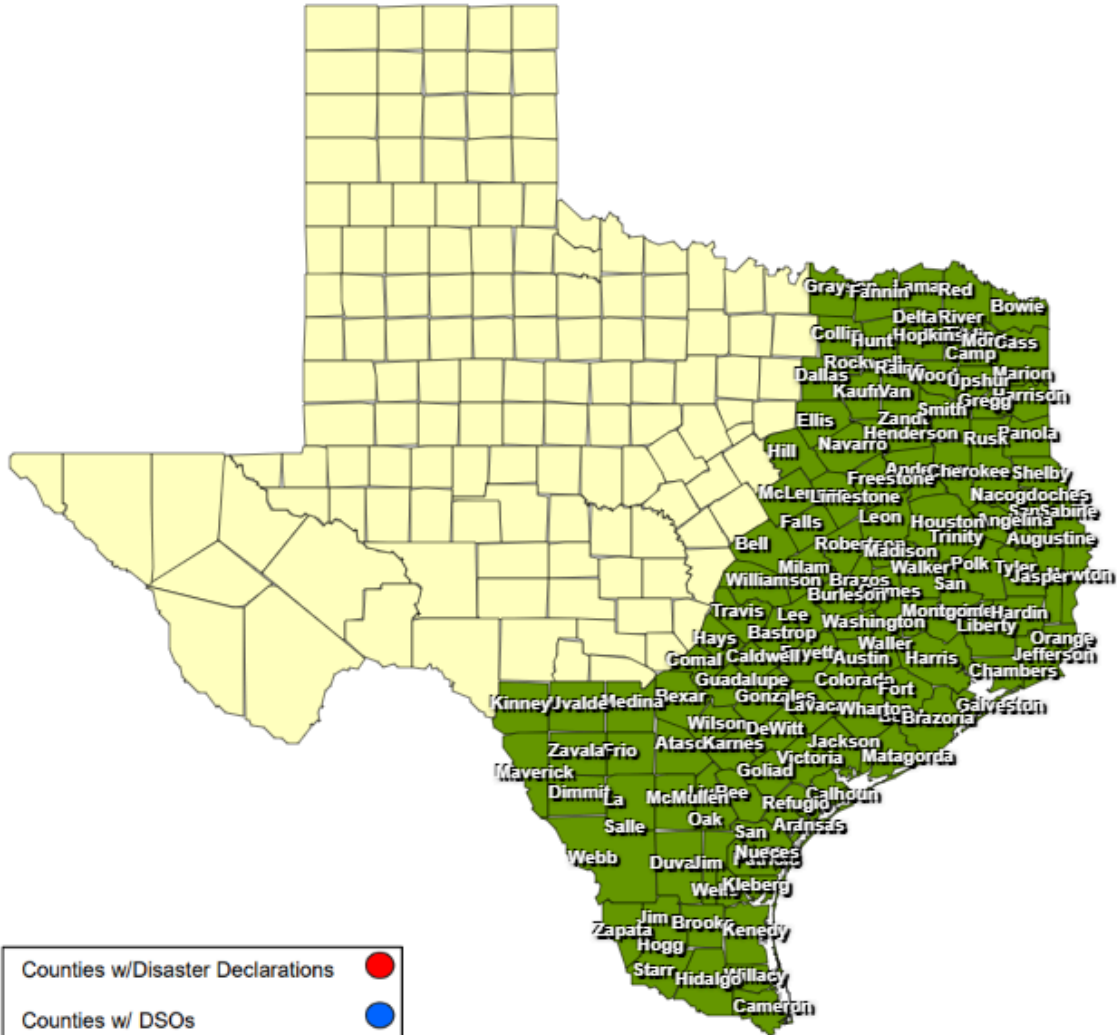 Grayson
Fannin
Lamar
Red
River
Bowie
Delta
Collin
Hunt
Hopkins
Cass
Camp
Rockwall
Rains
Wood
Upshur
Marion
Dallas
Kaufman
Van
Zandt
Smith
Gregg
Harrison
Ellis
Henderson
Rusk
Panola
Hill
Navarro
Cherokee
Shelby
Freestone
McLennan
Limestone
Nacogdoches
Sabine
Falls
Leon
Houston
Angelina
Augustine
Bell
Robertson
Madison
Trinity
Milam
Walker
Polk
Tyler
Jasper
Newton
Williamson
Brazos
Burleson
San
Travis
Lee
Washington
Montgomery
Hardin
Liberty
Hays
Bastrop
Waller
Orange
Comal
Caldwell
Fayette
Austin
Harris
Jefferson
Chambers
Guadalupe
Colorado
Fort
Galveston
Kinney
Uvalde
Medina
Bexar
Gonzales
Lavaca
Wharton
Brazoria
Wilson
DeWitt
Zavala
Frio
Atascosa
Karnes
Jackson
Victoria
Matagorda
Maverick
Goliad
Dimmit
La
Salle
McMullen
Live
Oak
Bee
Refugio
Calhoun
Aransas
San
Nueces
Webb
Duval
Jim
Wells
Kleberg
Jim
Hogg
Brooks
Kenedy
Zapata
Starr
Hidalgo
Willacy
Cameron
Counties w/Disaster Declarations
Counties w/ DSOs